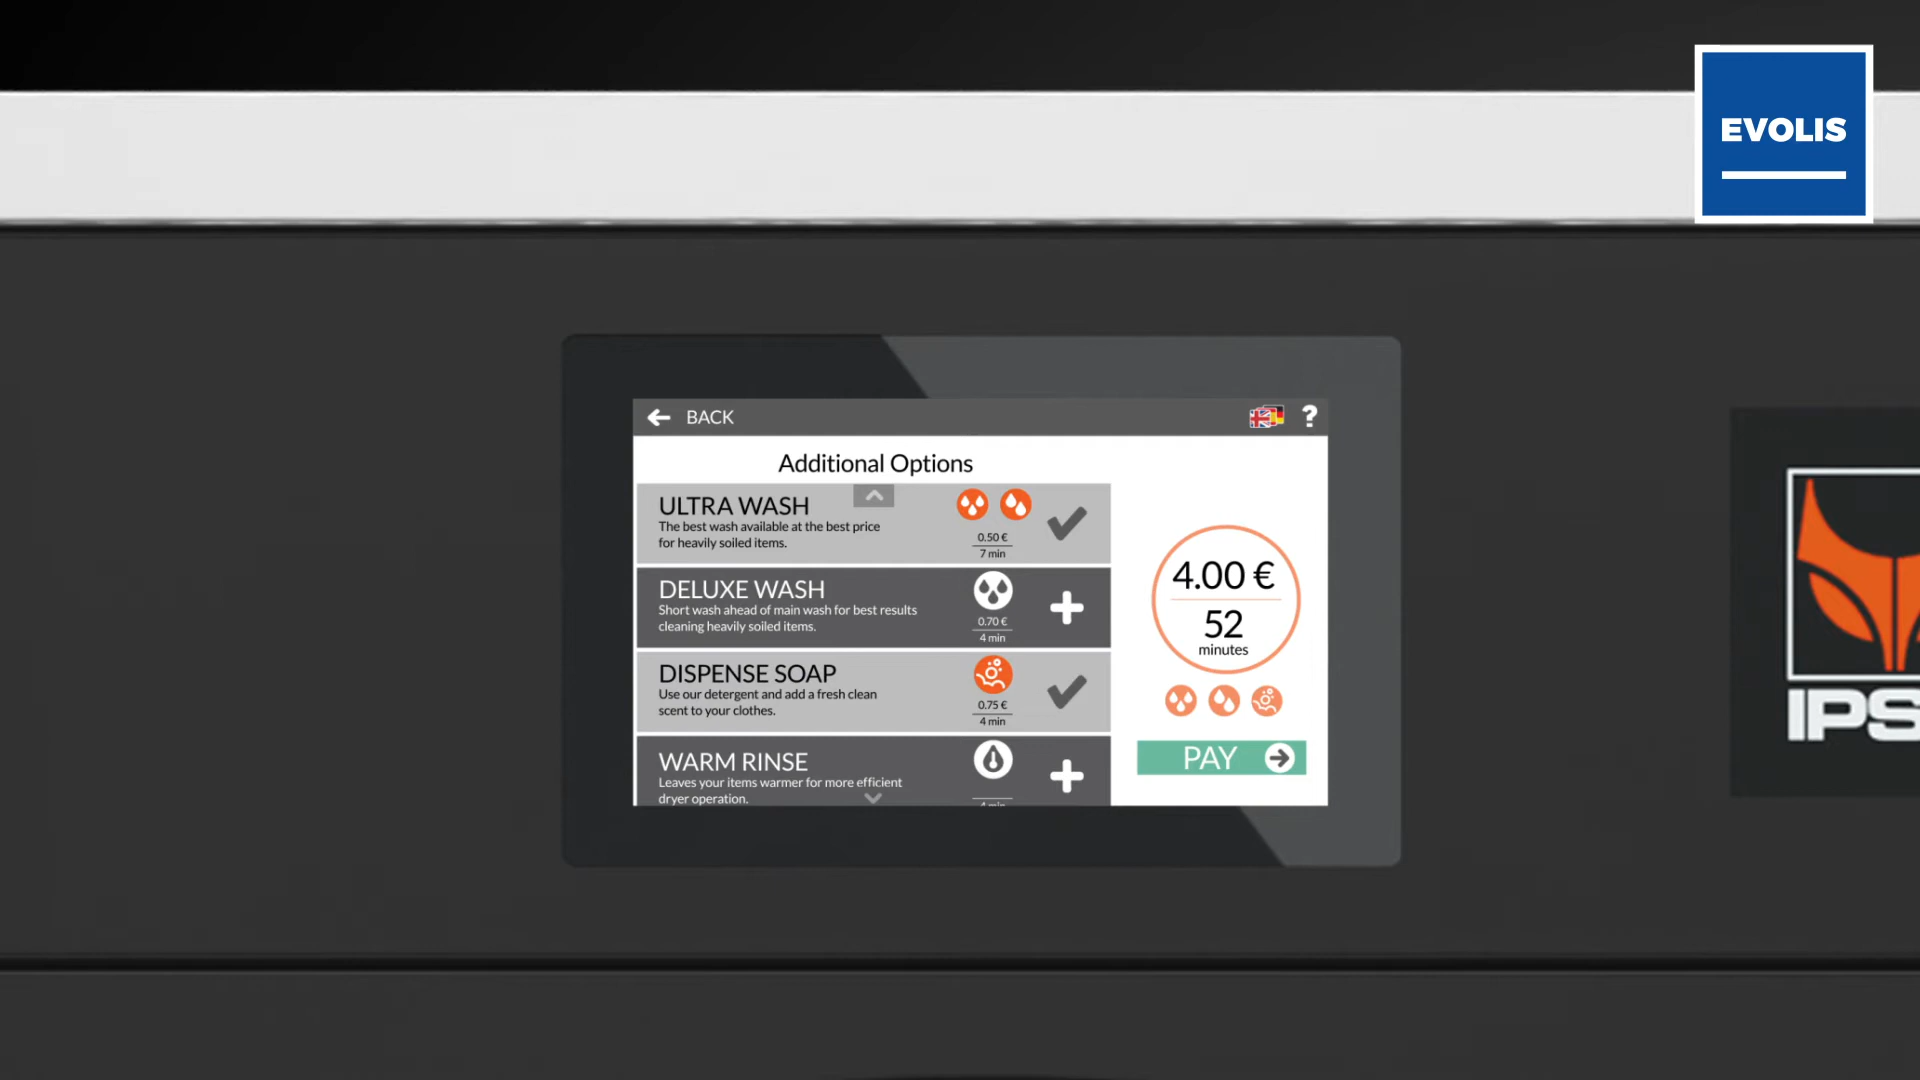 EVOLIS
BACK
?
Additional Options
ULTRA WASH
The best wash available at the best price
for heavily soiled items.
0.50 €
7 min
DELUXE WASH
Short wash ahead of main wash for best results
cleaning heavily soiled items.
0.70 €
4 min
DISPENSE SOAP
Use our detergent and add a fresh clean
scent to your clothes.
0.75 €
4 min
WARM RINSE
Leaves your items warmer for more efficient
dryer operation.
4 min
4.00 €
52
minutes
PAY
IPS